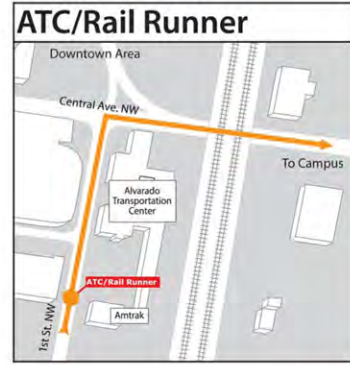 ATC/Rail Runner
Downtown Area
Central Ave. NW
To Campus
Alvarado
Transportation
Center
ATC/Rail Runner
Amtrak
1st St. NW